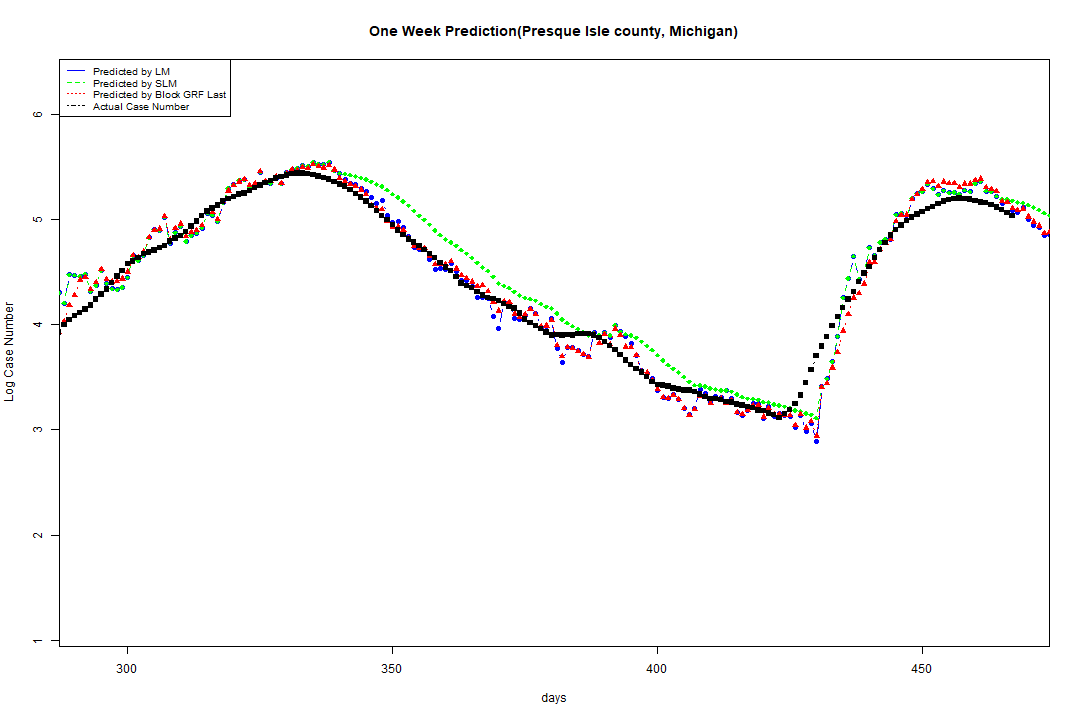 One Week Prediction(Presque Isle county, Michigan)
Predicted by LM
Predicted by SLM
Predicted by Block GRF Last
Actual Case Number
6
5
4
3
2
1
Log Case Number
300 350 400 450
days